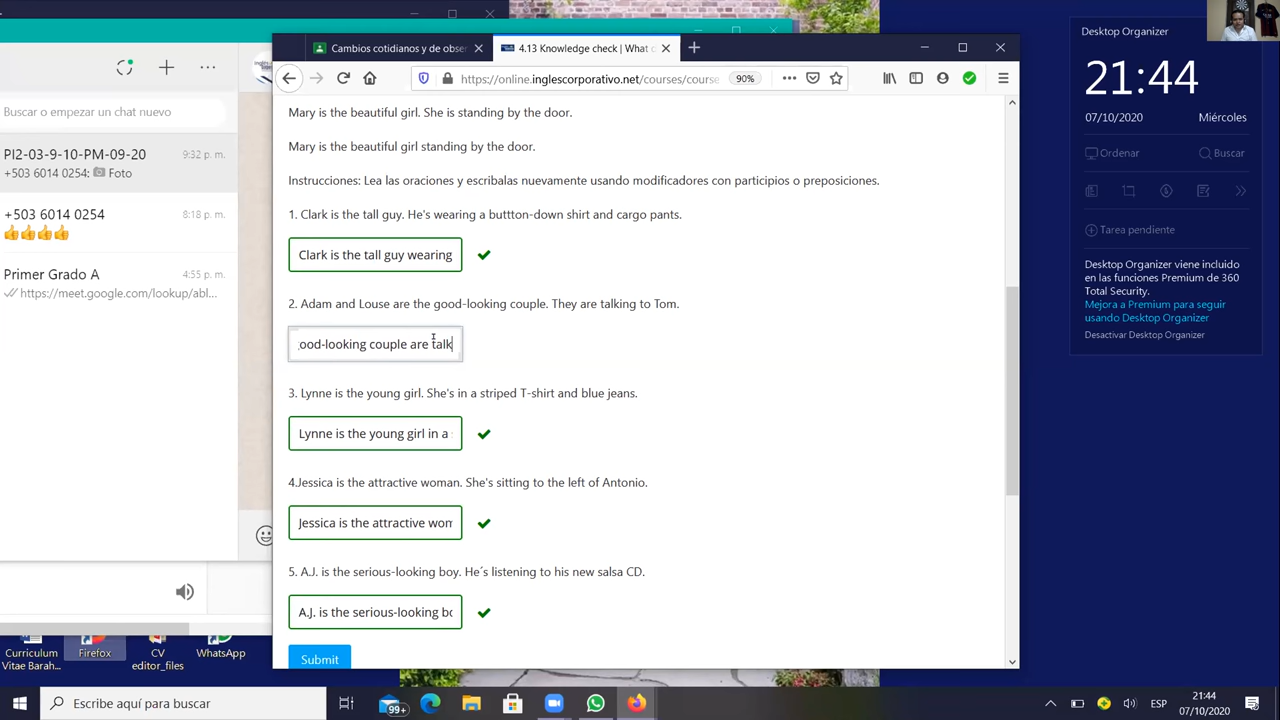 Desktop Organizer
Cambios cotidianos y de obser
4.13 Knowledge check | What c
21:44
07/10/2020
Miércoles
https://online.inglescorporativo.net/courses/course
90%
Buscar o empezar un chat nuevo
Mary is the beautiful girl. She is standing by the door.
Mary is the beautiful girl standing by the door.
PI2-03-9-10-PM-09-20
9:32 p. m.
+503 6014 0254: Foto
Ordenar
Buscar
Instrucciones: Lea las oraciones y escribalas nuevamente usando modificadores con participios o preposiciones.
+503 6014 0254
8:18 p. m.
1. Clark is the tall guy. He's wearing a buttton-down shirt and cargo pants.
Clark is the tall guy wearing
Tarea pendiente
Primer Grado A
4:55 p. m.
https://meet.google.com/lookup/abl...
Desktop Organizer viene incluido
en las funciones Premium de 360
Total Security.
Mejora a Premium para seguir
usando Desktop Organizer
Desactivar Desktop Organizer
2. Adam and Louse are the good-looking couple. They are talking to Tom.
ood-looking couple are talk
3. Lynne is the young girl. She's in a striped T-shirt and blue jeans.
Lynne is the young girl in a
4.Jessica is the attractive woman. She's sitting to the left of Antonio.
Jessica is the attractive wom
5. A.J. is the serious-looking boy. He´s listening to his new salsa CD.
A.J. is the serious-looking bo
Submit
Curriculum
Vitae Barah...
Firefox
CV
editor_files
WhatsApp
Escribe aquí para buscar
99+
ESP
21:44
07/10/2020